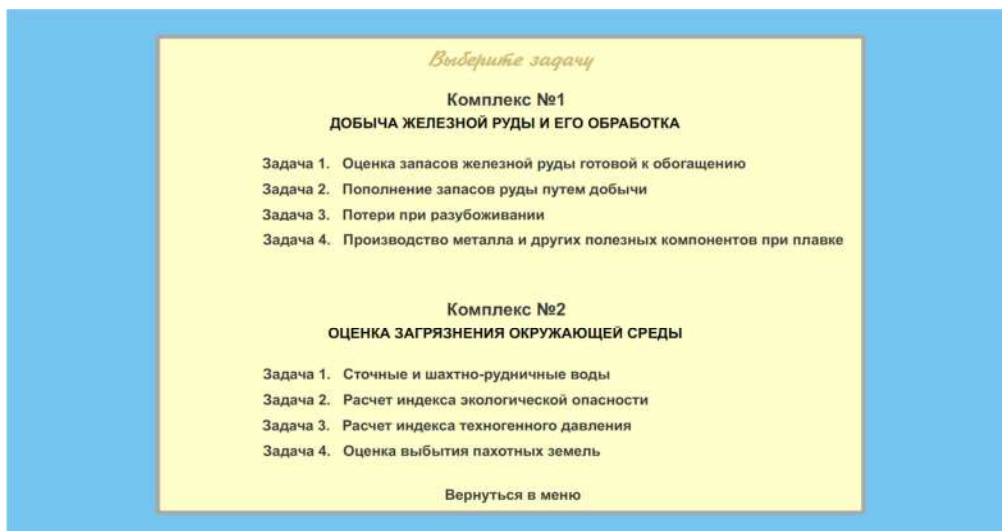 Выберите задачу
Комплекс №1
ДОБЫЧА ЖЕЛЕЗНОЙ РУДЫ И ЕГО ОБРАБОТКА
Задача 1. Оценка запасов железной руды готовой к обогащению
Задача 2. Пополнение запасов руды путем добычи
Задача 3. Потери при разубоживании
Задача 4. Производство металла и других полезных компонентов при плавке
Комплекс №2
ОЦЕНКА ЗАГРЯЗНЕНИЯ ОКРУЖАЮЩЕЙ СРЕДЫ
Задача 1. Сточные и шахтно-рудничные воды
Задача 2. Расчет индекса экологической опасности
Задача 3. Расчет индекса техногенного давления
Задача 4. Оценка выбытия пахотных земель
Вернуться в меню